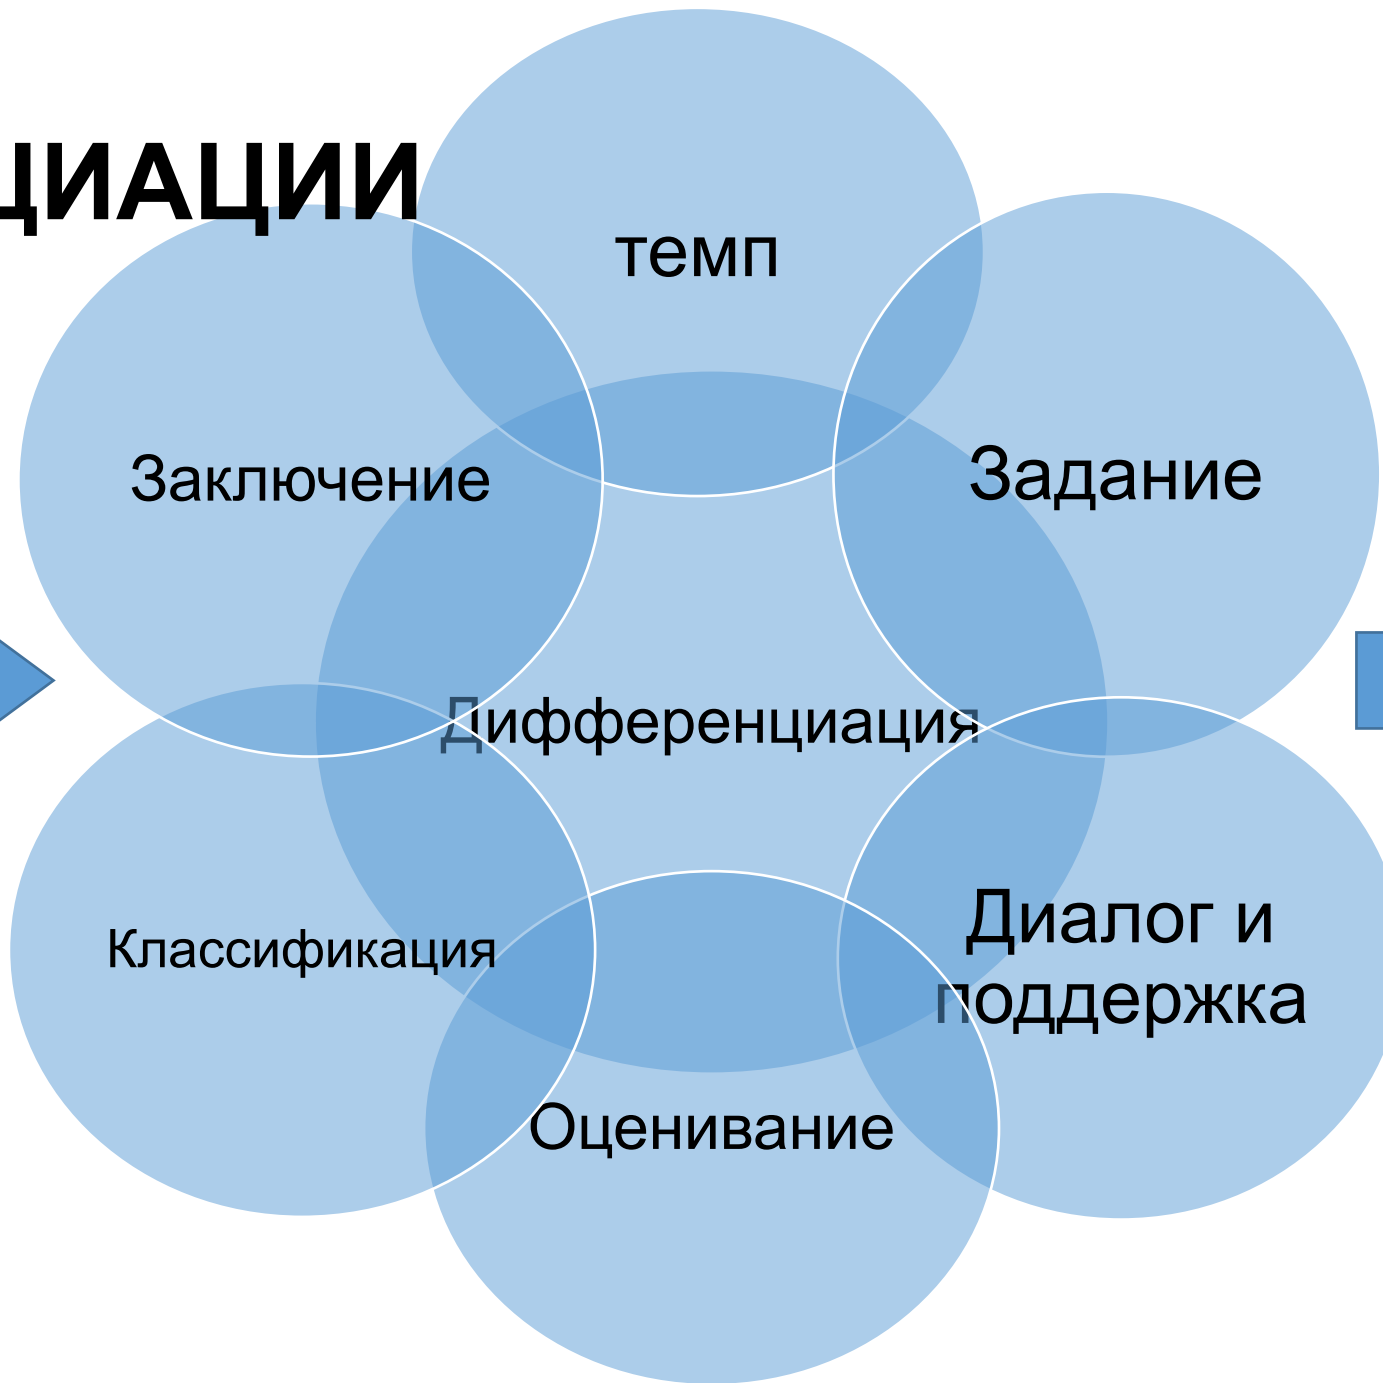 ЦИАЦИИ
темп
Заключение
Задание
Дифференциация
Классификация
Диалог и
поддержка
Оценивание